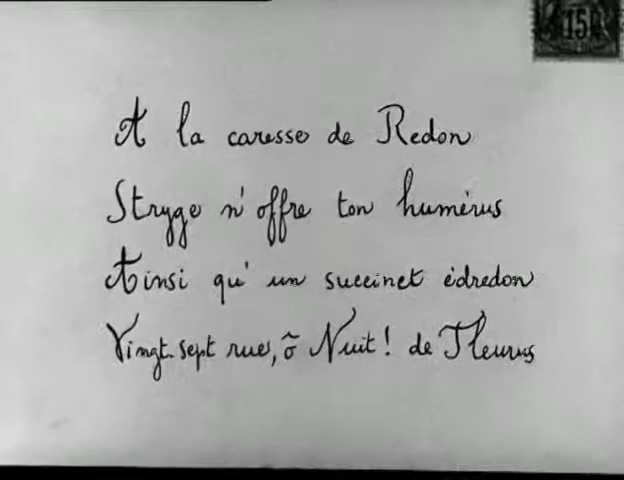 15
A la caresse de Redon
Stryge n'offre ton humérus
Ainsi qu'un succinct édredon
Vingt-sept rue, ô Nuit! de Fleurus